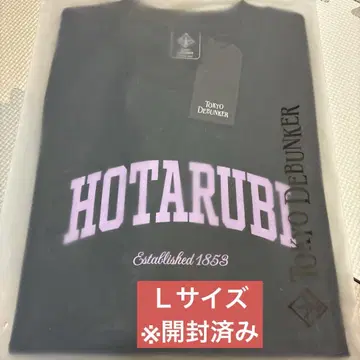 TOKYO
DEBUNKER
HOTARUBI
Established 1853
TOKYO DEBUNKER
Lサイズ
※開封済み